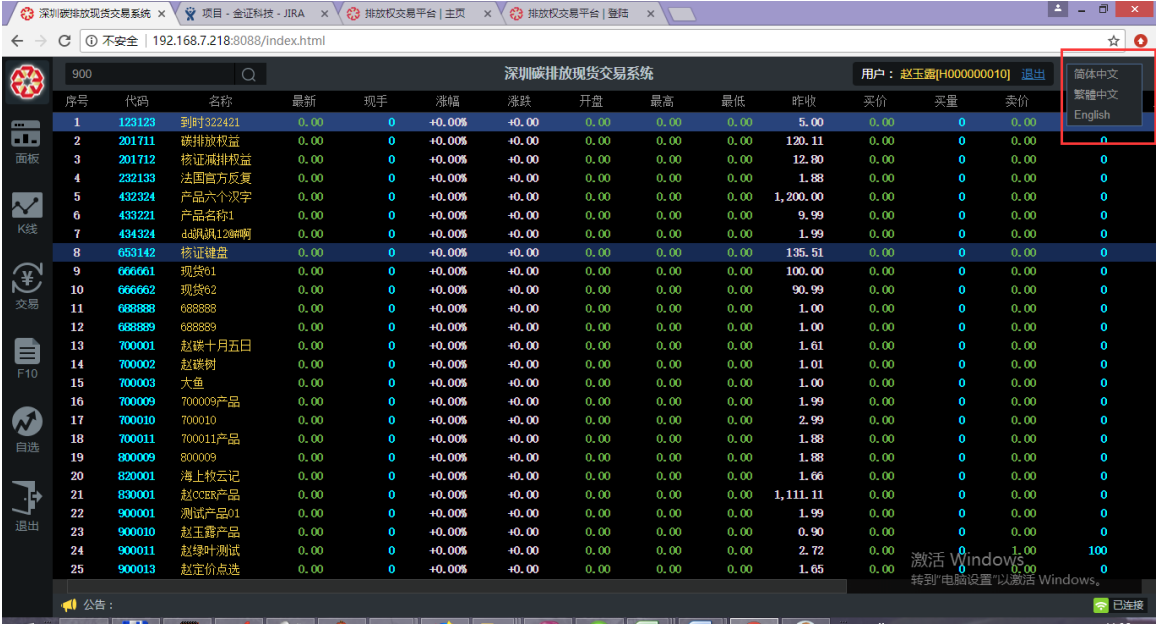 深圳碳排放现货交易系统 项目 - 金证科技 - JIRA 排放权交易平台 | 主页 排放权交易平台 | 登陆
不安全 192.168.7.218:8088/index.html
900 深圳碳排放现货交易系统 用户： 赵玉露[H000000010] 退出 简体中文
繁體中文
English
序号 代码 名称 最新 现手 涨幅 涨跌 开盘 最高 最低 昨收 买价 买量 卖价
1 123123 到时322421 0.00 0 +0.00% +0.00 0.00 0.00 0.00 5.00 0.00 0 0.00
2 201711 碳排放权益 0.00 0 +0.00% +0.00 0.00 0.00 0.00 120.11 0.00 0 0.00 0
3 201712 核证减排权益 0.00 0 +0.00% +0.00 0.00 0.00 0.00 12.80 0.00 0 0.00 0
4 232133 法国官方反复 0.00 0 +0.00% +0.00 0.00 0.00 0.00 1.88 0.00 0 0.00 0
5 432324 产品六个汉字 0.00 0 +0.00% +0.00 0.00 0.00 0.00 1,200.00 0.00 0 0.00 0
6 433221 产品名称1 0.00 0 +0.00% +0.00 0.00 0.00 0.00 9.99 0.00 0 0.00 0
7 434324 0.00 0 +0.00% +0.00 0.00 0.00 0.00 1.99 0.00 0 0.00 0
8 653142 核证键盘 0.00 0 +0.00% +0.00 0.00 0.00 0.00 135.51 0.00 0 0.00 0
9 666661 现货61 0.00 0 +0.00% +0.00 0.00 0.00 0.00 100.00 0.00 0 0.00 0
10 666662 现货62 0.00 0 +0.00% +0.00 0.00 0.00 0.00 90.99 0.00 0 0.00 0
11 688888 688888 0.00 0 +0.00% +0.00 0.00 0.00 0.00 1.00 0.00 0 0.00 0
12 688889 688889 0.00 0 +0.00% +0.00 0.00 0.00 0.00 1.00 0.00 0 0.00 0
13 700001 赵碳十月五日 0.00 0 +0.00% +0.00 0.00 0.00 0.00 1.61 0.00 0 0.00 0
14 700002 赵碳树 0.00 0 +0.00% +0.00 0.00 0.00 0.00 1.01 0.00 0 0.00 0
15 700003 大鱼 0.00 0 +0.00% +0.00 0.00 0.00 0.00 1.00 0.00 0 0.00 0
16 700009 700009产品 0.00 0 +0.00% +0.00 0.00 0.00 0.00 1.99 0.00 0 0.00 0
17 700010 700010 0.00 0 +0.00% +0.00 0.00 0.00 0.00 2.99 0.00 0 0.00 0
18 700011 700011产品 0.00 0 +0.00% +0.00 0.00 0.00 0.00 1.88 0.00 0 0.00 0
19 800009 800009 0.00 0 +0.00% +0.00 0.00 0.00 0.00 1.88 0.00 0 0.00 0
20 820001 海上牧云记 0.00 0 +0.00% +0.00 0.00 0.00 0.00 1.66 0.00 0 0.00 0
21 830001 赵CCER产品 0.00 0 +0.00% +0.00 0.00 0.00 0.00 1,111.11 0.00 0 0.00 0
22 900001 测试产品01 0.00 0 +0.00% +0.00 0.00 0.00 0.00 1.99 0.00 0 0.00 0
23 900010 赵玉露产品 0.00 0 +0.00% +0.00 0.00 0.00 0.00 0.90 0.00 0 0.00 0
24 900011 赵绿叶测试 0.00 0 +0.00% +0.00 0.00 0.00 0.00 2.72 0.00 0 1.00 100
25 900013 赵定价点选 0.00 0 +0.00% +0.00 0.00 0.00 0.00 1.65 0.00 0 0.00 0
面板
K线
交易
F10
自选
退出
激活 Windows
转到"电脑设置"以激活 Windows。
公告： 已连接